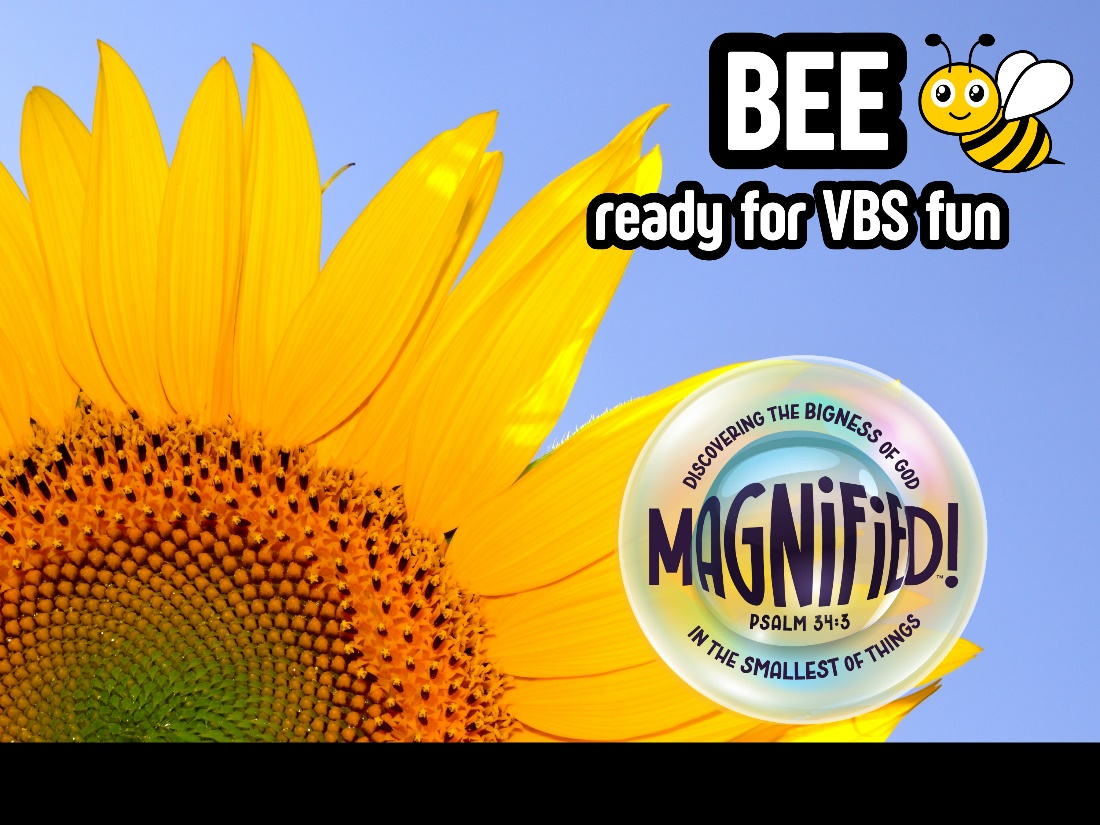 BEE
ready for VBS fun
DISCOVERING THE BIGNESS OF GOD
MAGNiFiED!™
PSALM 34:3
IN THE SMALLEST OF THINGS